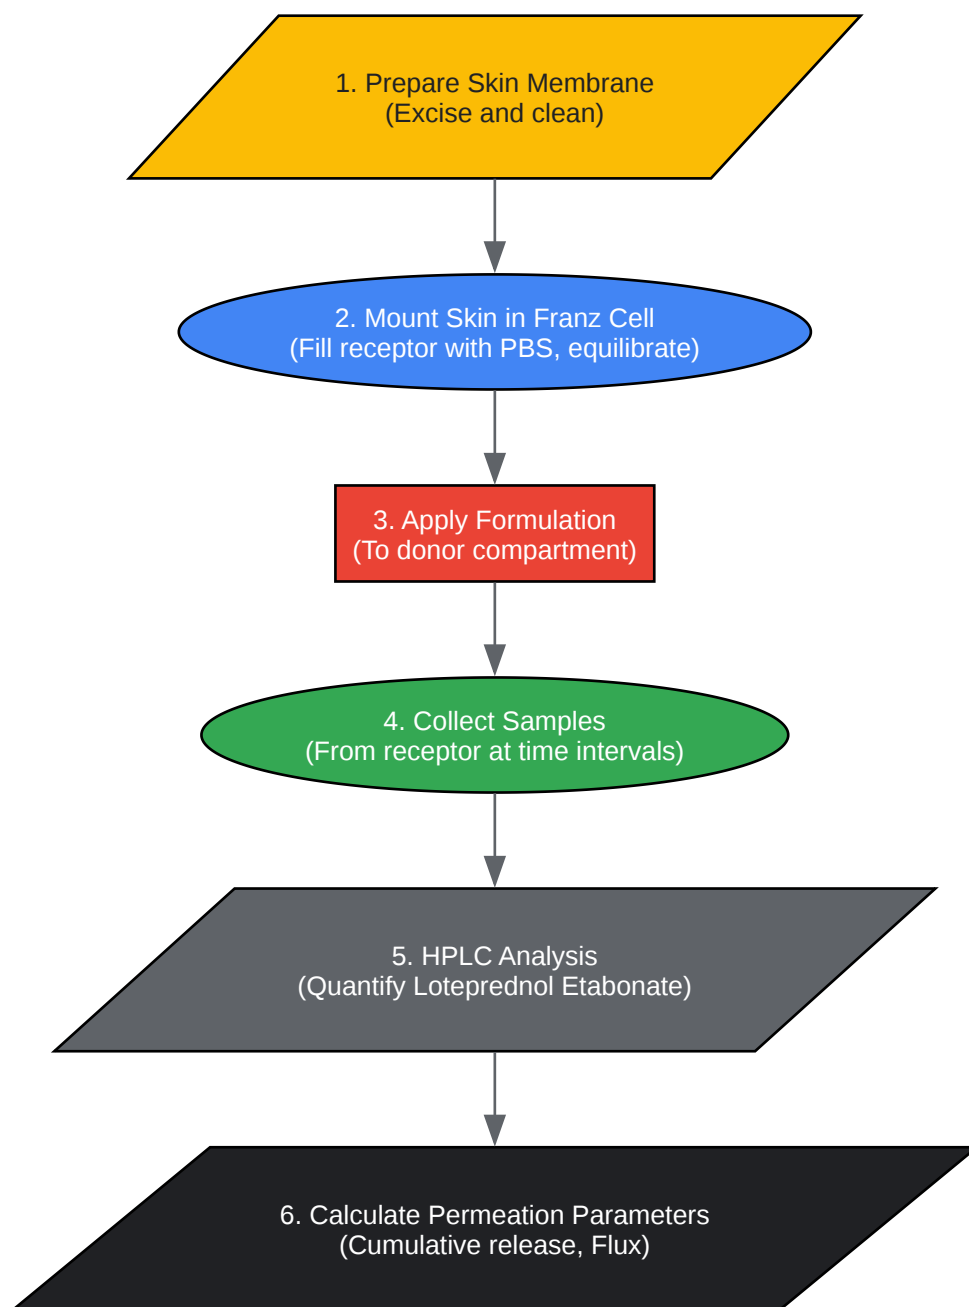 1. Prepare Skin Membrane
(Excise and clean)
2. Mount Skin in Franz Cell
(Fill receptor with PBS, equilibrate)
3. Apply Formulation
(To donor compartment)
4. Collect Samples
(From receptor at time intervals)
5. HPLC Analysis
(Quantify Loteprednol Etabonate)
6. Calculate Permeation Parameters
(Cumulative release, Flux)